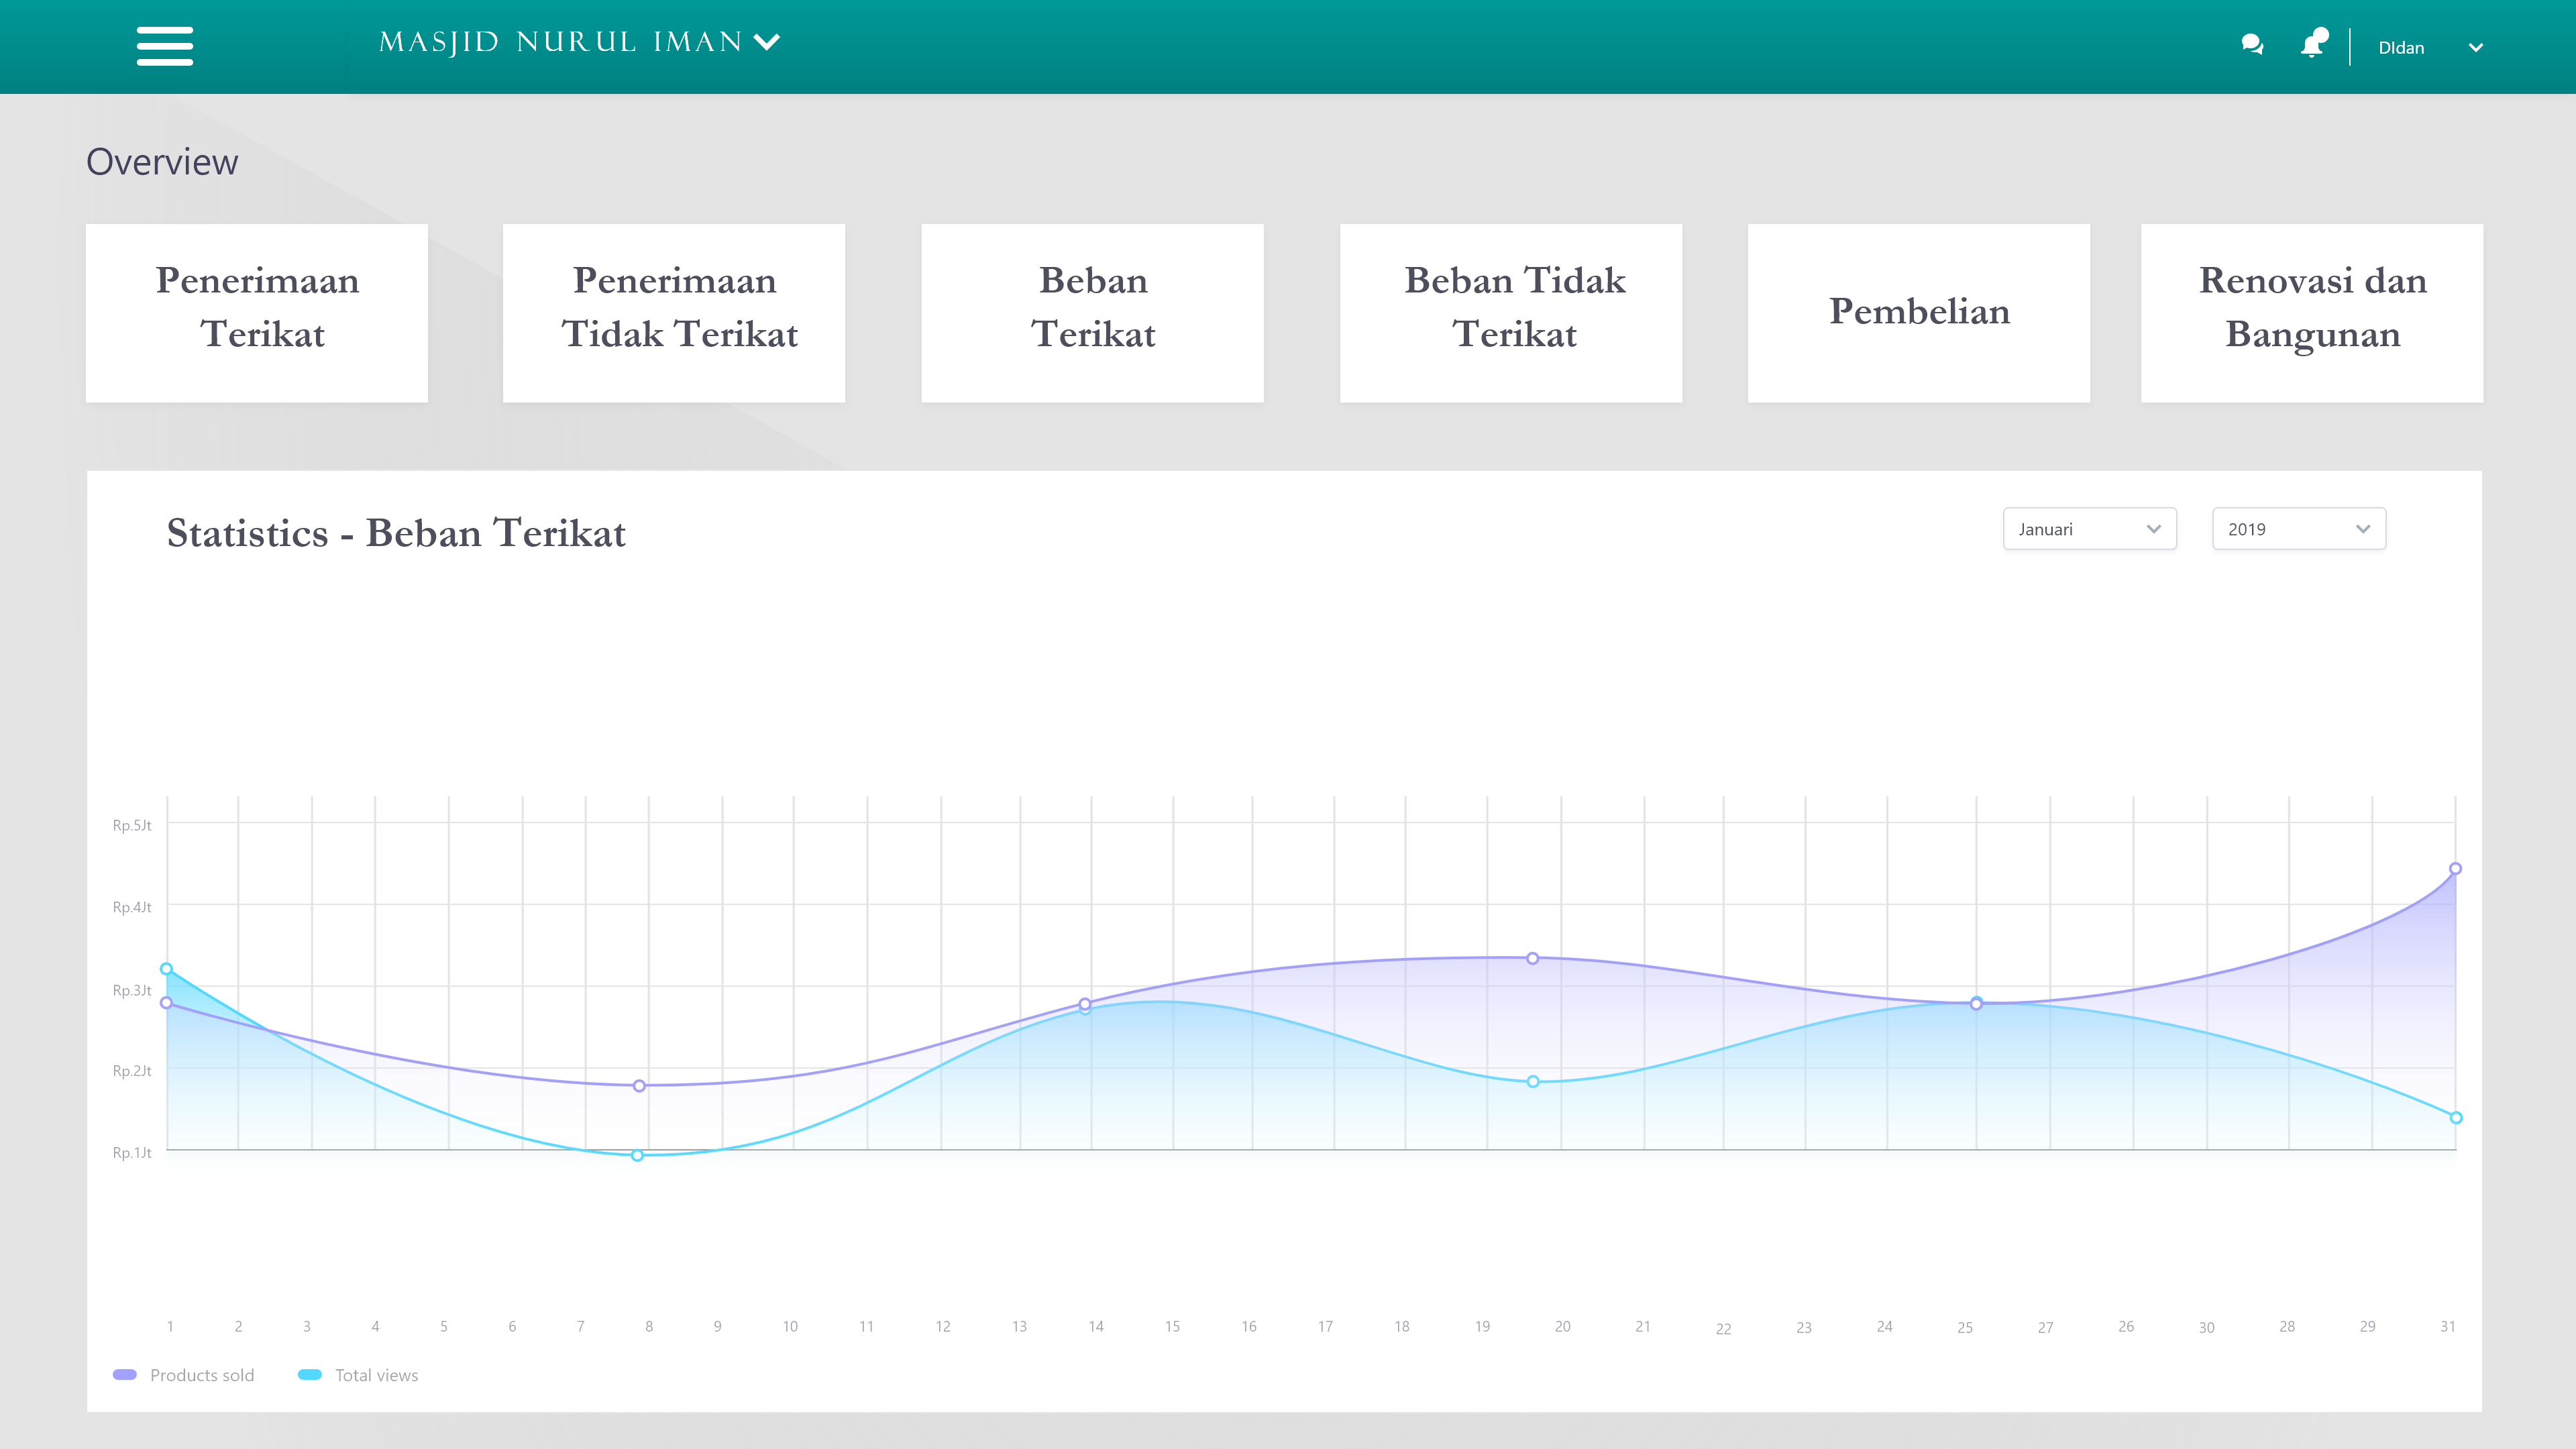 MASJID NURUL IMAN
DIdan
Overview
Penerimaan
Terikat
Penerimaan
Tidak Terikat
Beban
Terikat
Beban Tidak
Terikat
Pembelian
Renovasi dan
Bangunan
Statistics - Beban Terikat
Januari
2019
Rp.5Jt
Rp.4Jt
Rp.3Jt
Rp.2Jt
Rp.1Jt
1 2 3 4 5 6 7 8 9 10 11 12 13 14 15 16 17 18 19 20 21 22 23 24 25 27 26 30 28 29 31
Products sold
Total views